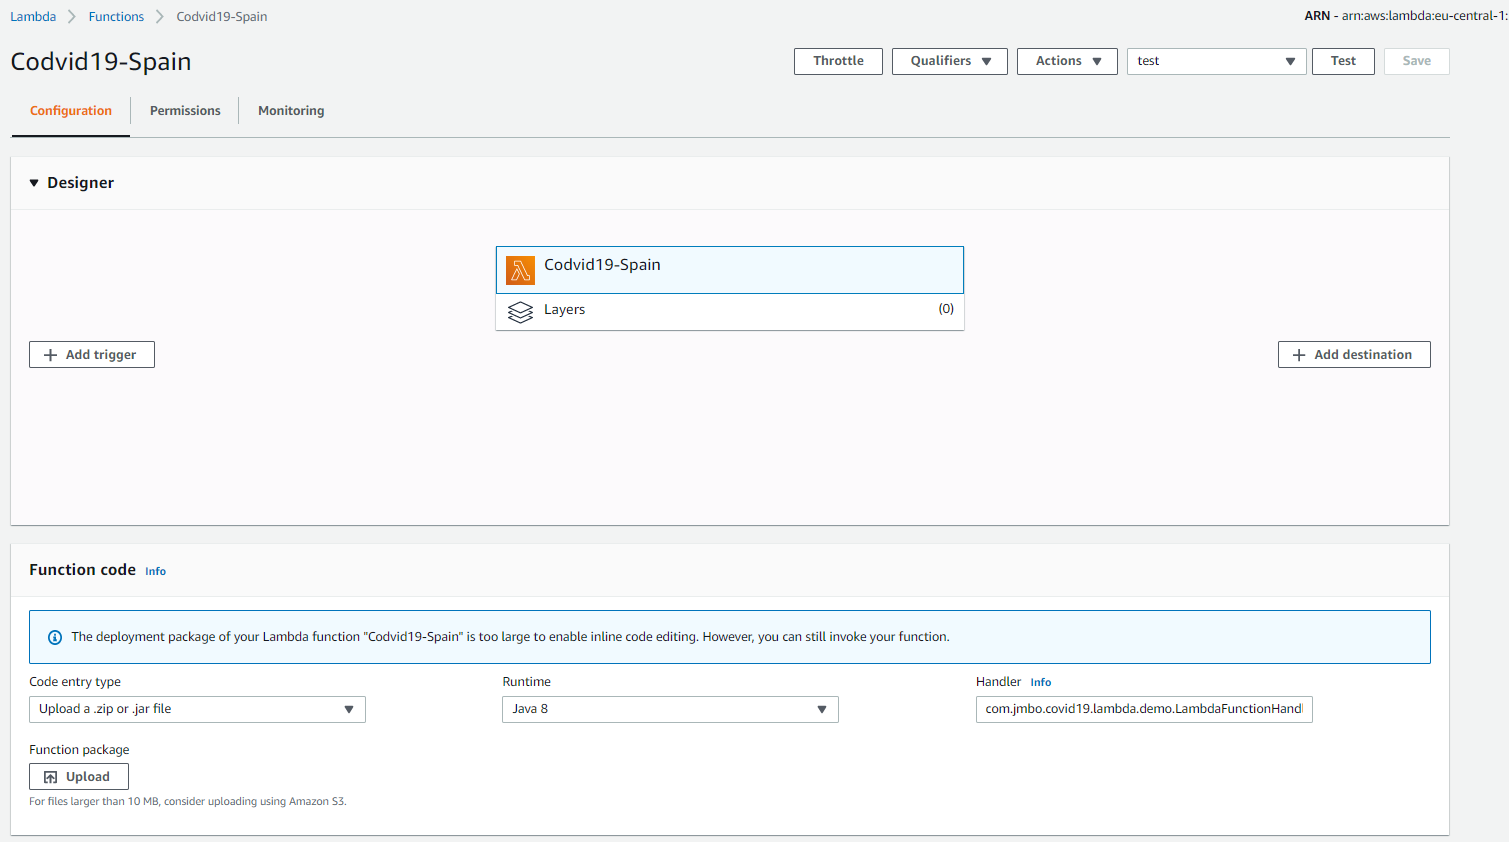 Lambda > Functions > Codvid19-Spain
ARN - arn:aws:lambda:eu-central-1:
Codvid19-Spain
Throttle
Qualifiers
Actions
test
Test
Save
Configuration
Permissions
Monitoring
Designer
Codvid19-Spain
Layers
(0)
Add trigger
Add destination
Function code Info
The deployment package of your Lambda function "Codvid19-Spain" is too large to enable inline code editing. However, you can still invoke your function.
Code entry type
Runtime
Handler Info
Upload a .zip or .jar file
Java 8
com.jmbo.covid19.lambda.demo.LambdaFunctionHandl
Function package
Upload
For files larger than 10 MB, consider uploading using Amazon S3.